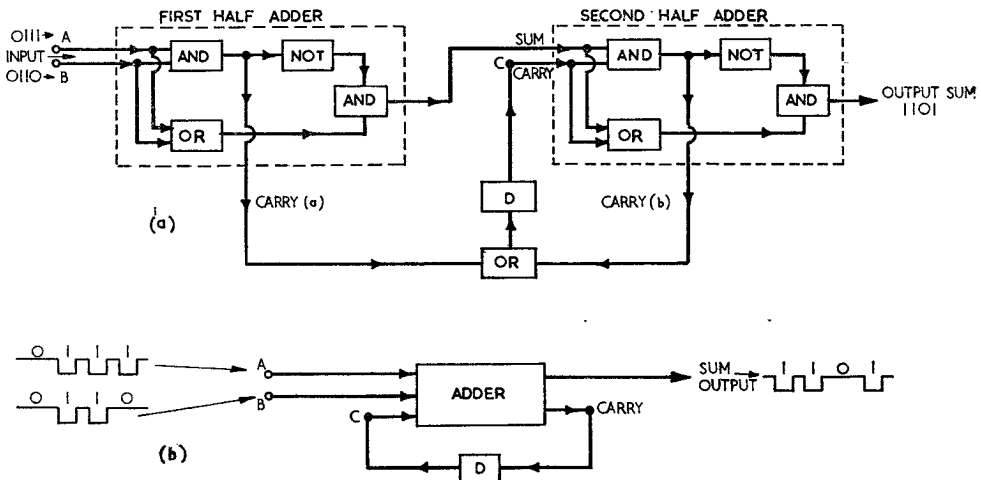 FIRST HALF ADDER
SECOND HALF ADDER
0111→ A
INPUT
0110→ B
AND
NOT
AND
OR
SUM
C
CARRY
AND
NOT
AND
OR
OUTPUT SUM
1101
(a)
CARRY (a)
D
CARRY (b)
OR
0 1 1 1
0 1 1 0
A
B
C
ADDER
CARRY
SUM
OUTPUT
1 1 0 1
D
(b)